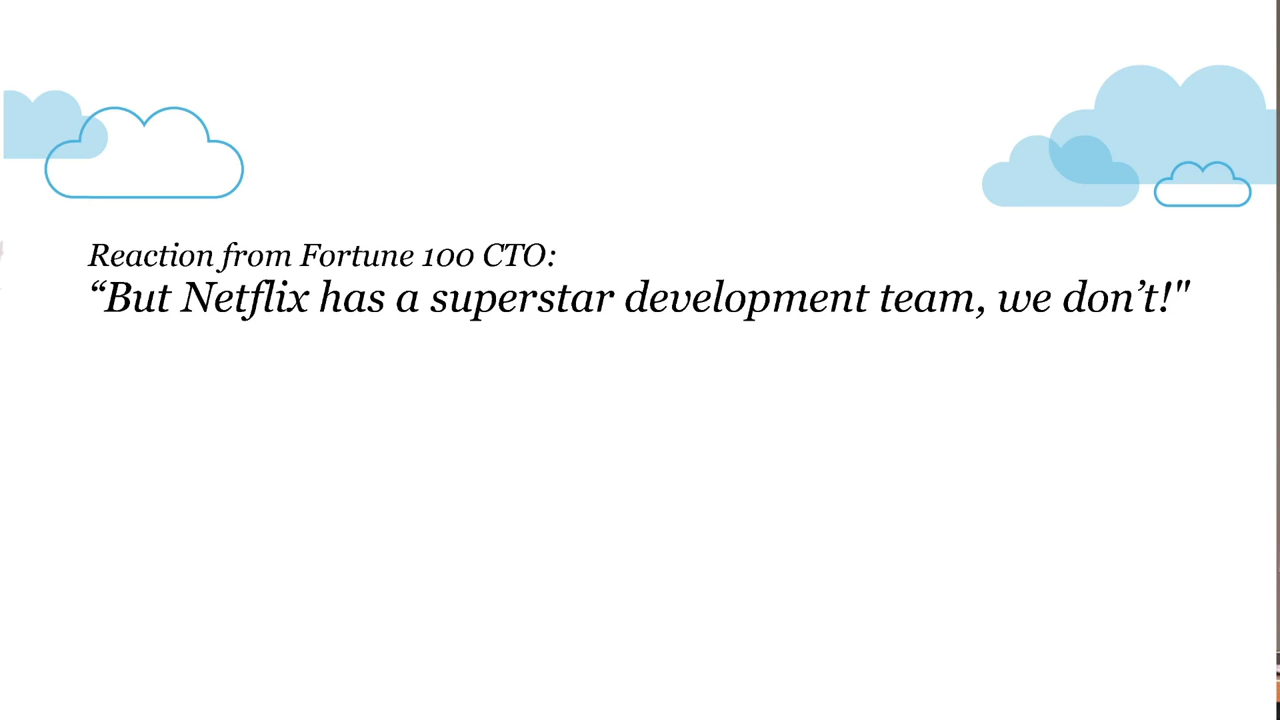 Reaction from Fortune 100 CTO:
“But Netflix has a superstar development team, we don’t!"